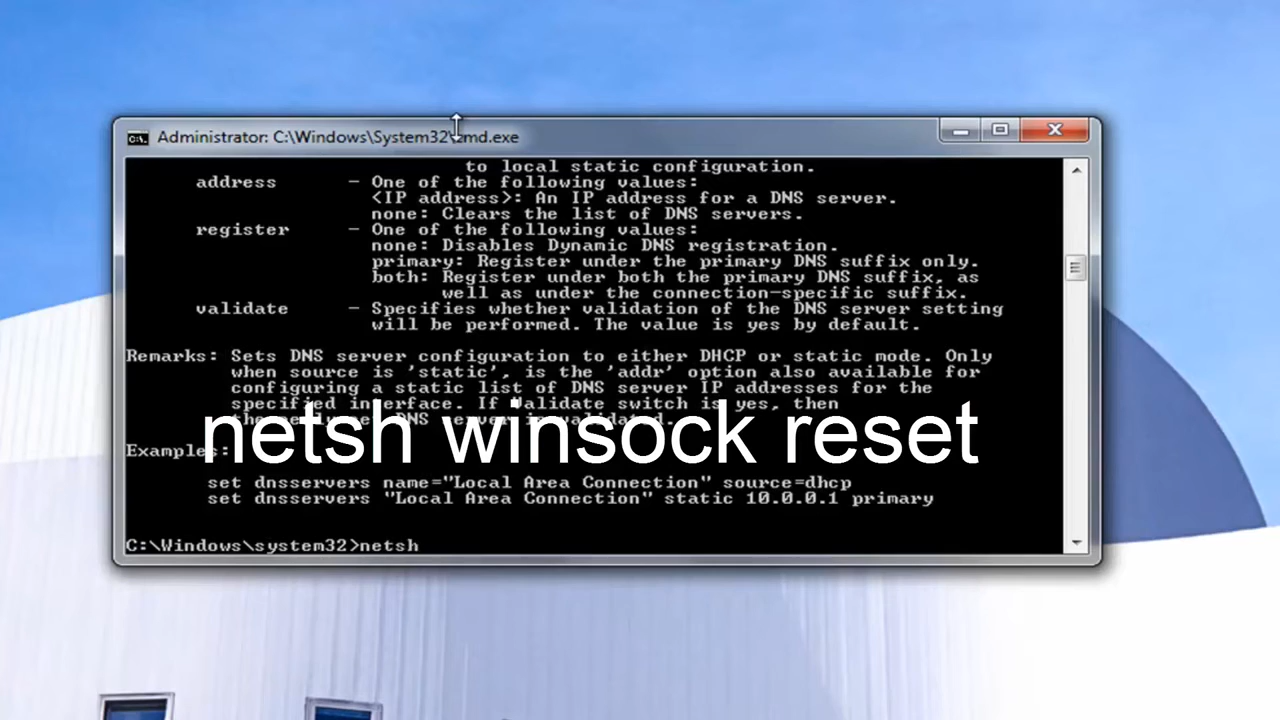 Administrator: C:\Windows\System32\cmd.exe
to local static configuration.
address - One of the following values:
<IP address>: An IP address for a DNS server.
none: Clears the list of DNS servers.
register - One of the following values:
none: Disables Dynamic DNS registration.
primary: Register under the primary DNS suffix only.
both: Register under both the primary DNS suffix, as
well as under the connection-specific suffix.
validate - Specifies whether validation of the DNS server setting
will be performed. The value is yes by default.
Remarks: Sets DNS server configuration to either DHCP or static mode. Only
when source is 'static', is the 'addr' option also available for
configuring a static list of DNS server IP addresses for the
specified interface. If Validate switch is yes, then
DNS server is validated.
netsh winsock reset
Examples:
set dnsservers name="Local Area Connection" source=dhcp
set dnsservers "Local Area Connection" static 10.0.0.1 primary
C:\Windows\system32>netsh